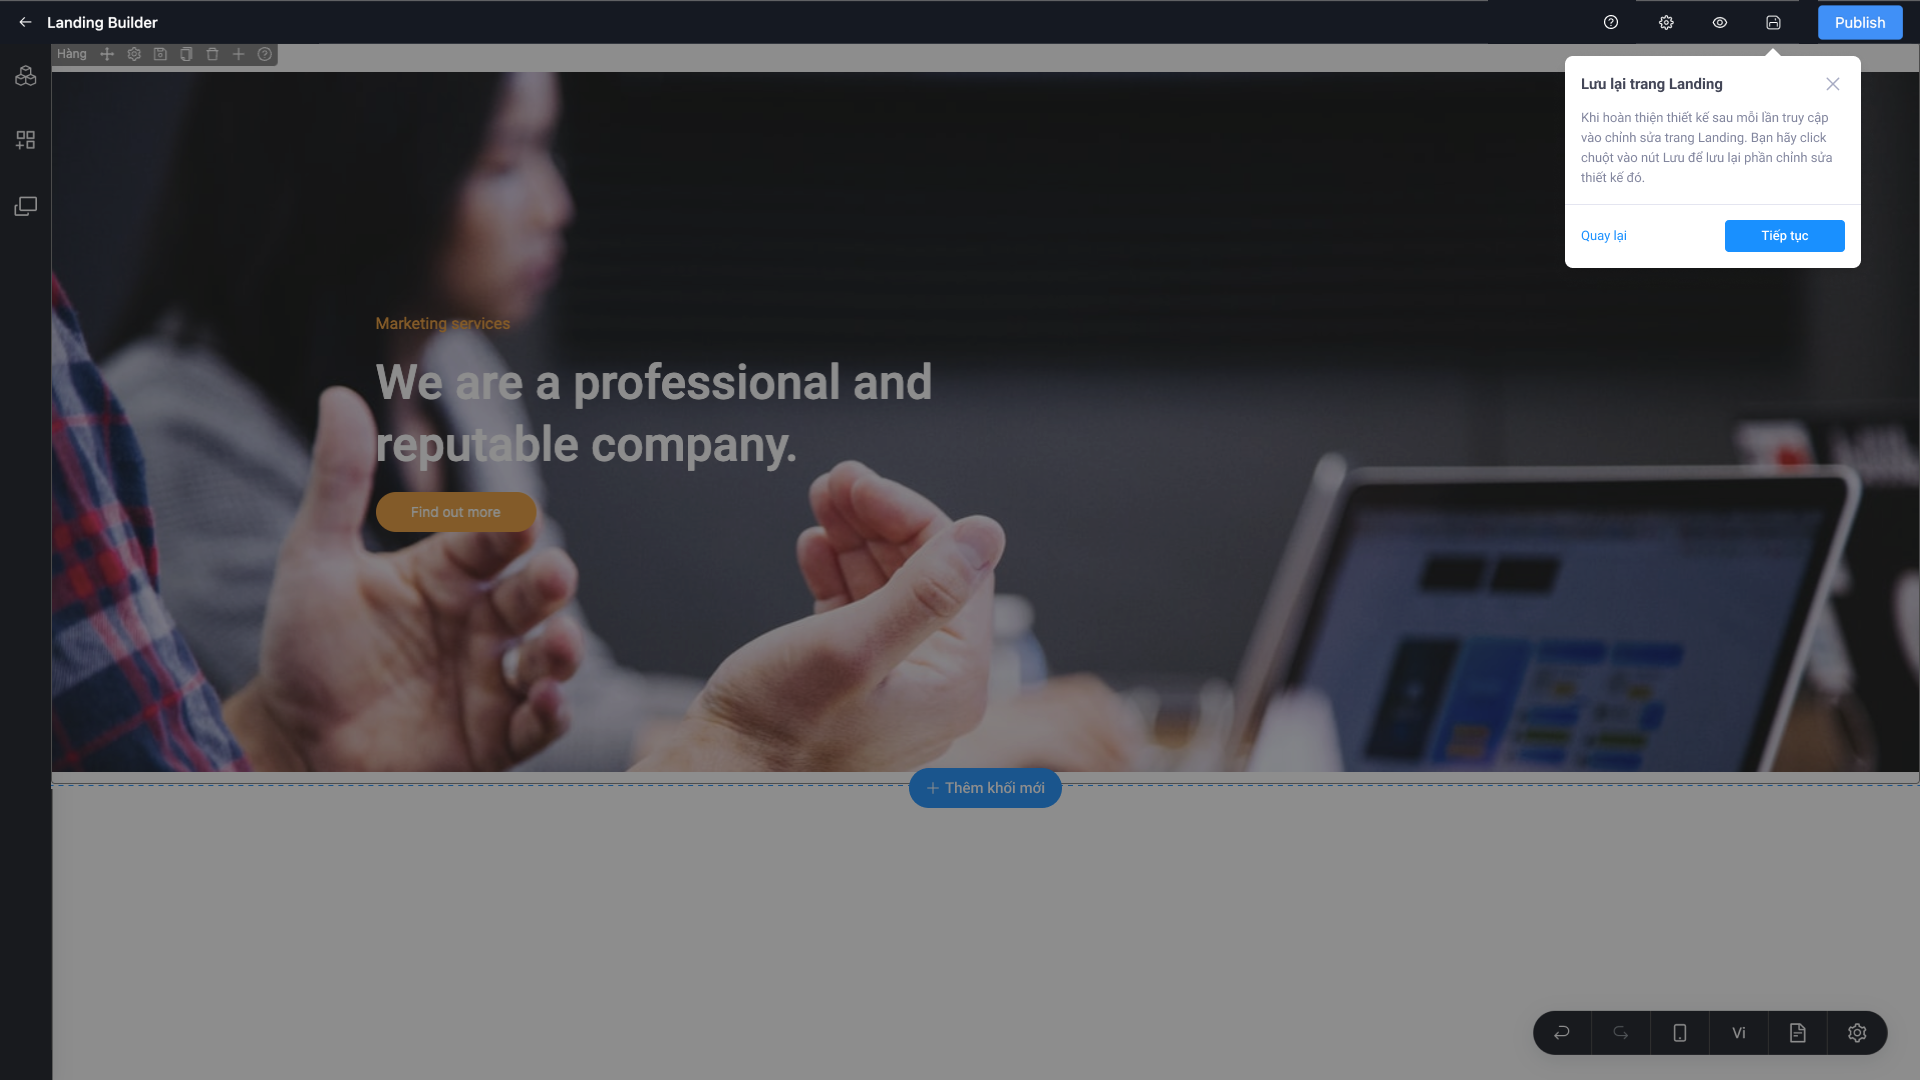 Landing Builder
Publish
Hàng
Lưu lại trang Landing
Khi hoàn thiện thiết kế sau mỗi lần truy cập
vào chỉnh sửa trang Landing. Bạn hãy click
chuột vào nút Lưu để lưu lại phần chỉnh sửa
thiết kế đó.
Quay lại
Tiếp tục
Marketing services
We are a professional and
reputable company.
Find out more
Thêm khối mới
Vi